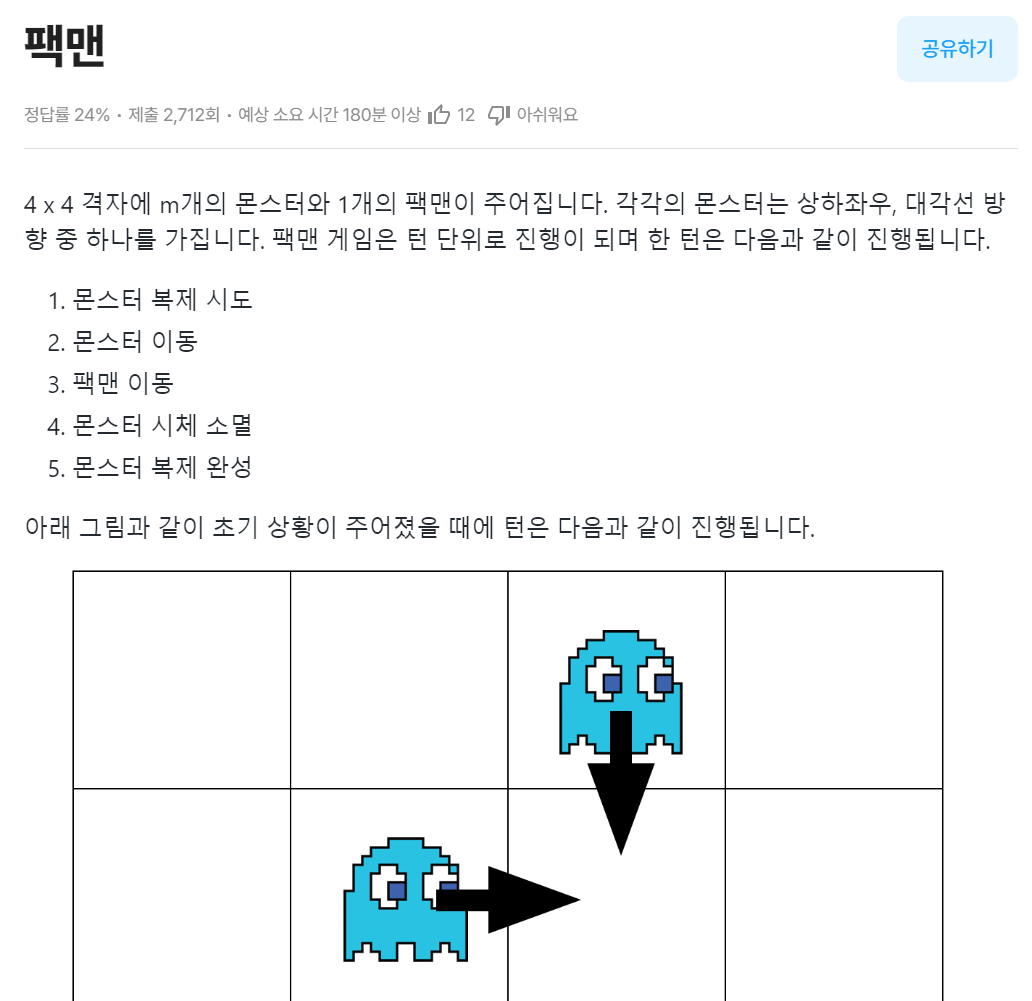 팩맨
공유하기
정답률 24% • 제출 2,712회 • 예상 소요 시간 180분 이상 12 아쉬워요
4 x 4 격자에 m개의 몬스터와 1개의 팩맨이 주어집니다. 각각의 몬스터는 상하좌우, 대각선 방
향 중 하나를 가집니다. 팩맨 게임은 턴 단위로 진행이 되며 한 턴은 다음과 같이 진행됩니다.
1. 몬스터 복제 시도
2. 몬스터 이동
3. 팩맨 이동
4. 몬스터 시체 소멸
5. 몬스터 복제 완성
아래 그림과 같이 초기 상황이 주어졌을 때에 턴은 다음과 같이 진행됩니다.